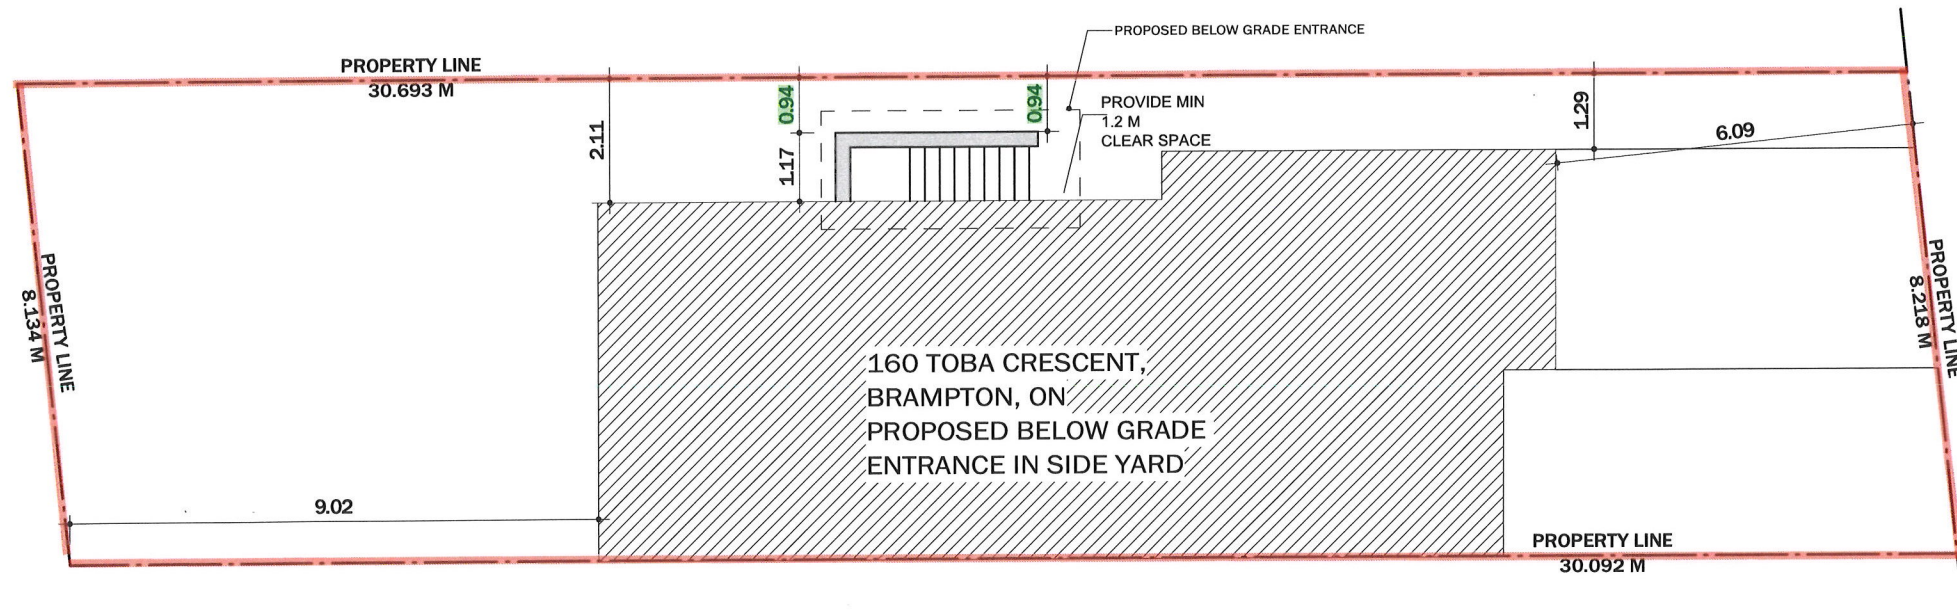 PROPOSED BELOW GRADE ENTRANCE
PROPERTY LINE
30.693 M
0.94
0.94
PROVIDE MIN
1.2 M
CLEAR SPACE
1.29
6.09
2.11
1.17
PROPERTY LINE
8.134 M
PROPERTY LINE
8.218 M
160 TOBA CRESCENT,
BRAMPTON, ON
PROPOSED BELOW GRADE
ENTRANCE IN SIDE YARD
9.02
PROPERTY LINE
30.092 M